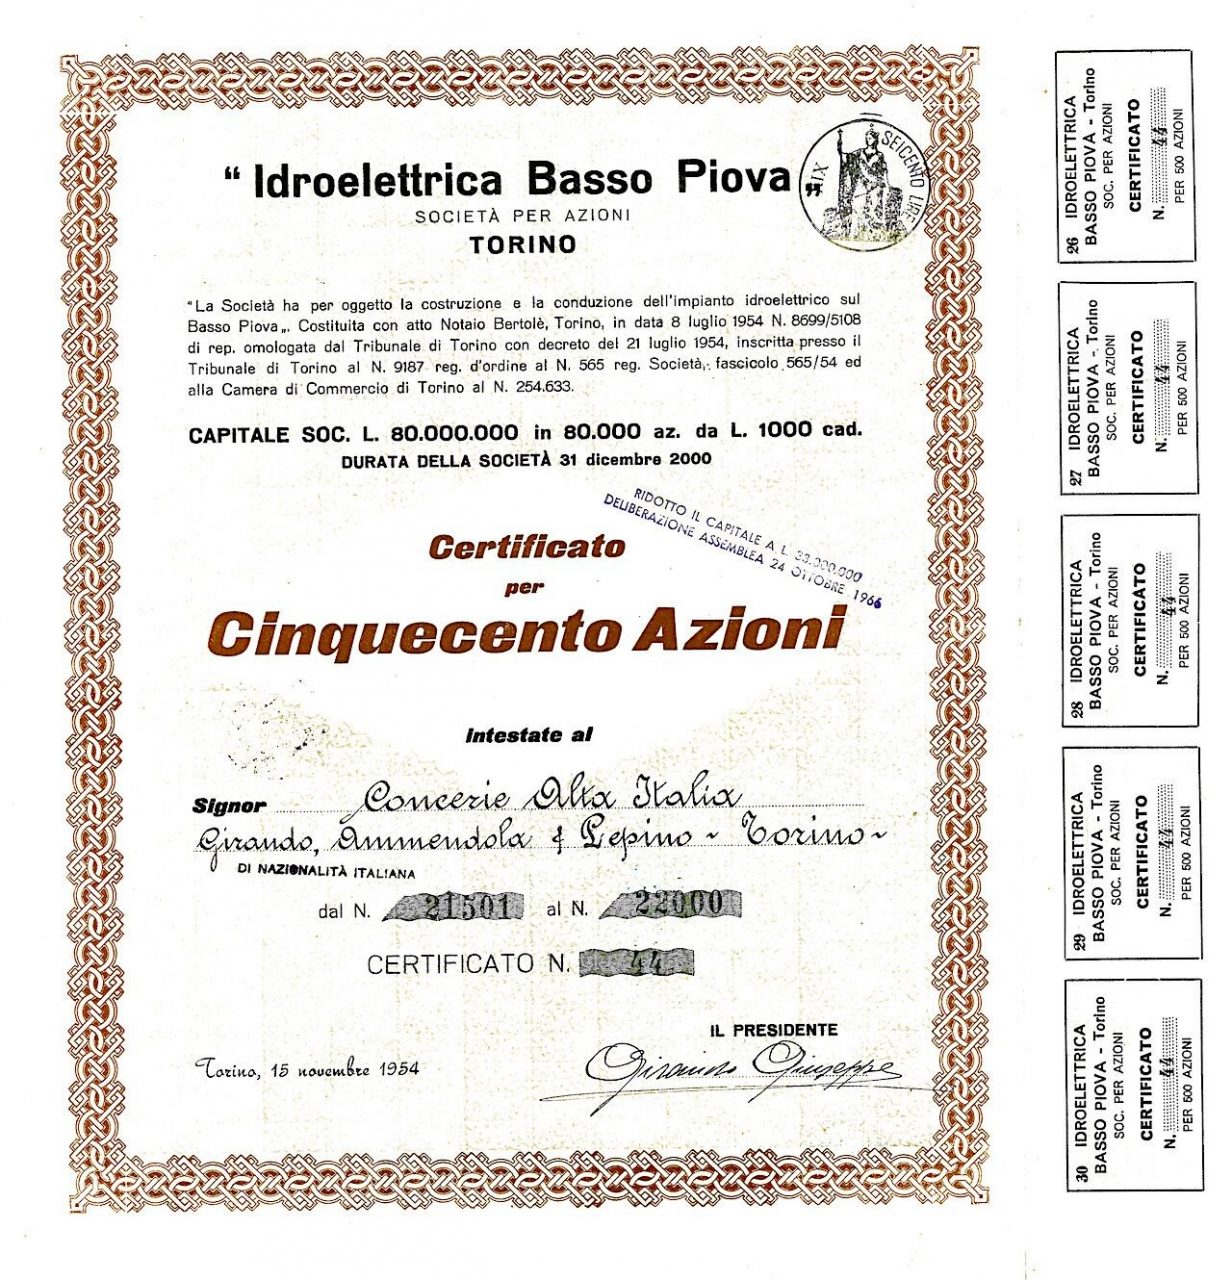 “ Idroelettrica Basso Piova „
SOCIETÀ PER AZIONI
TORINO
XIX
SEICENTO LIRE
“La Società ha per oggetto la costruzione e la conduzione dell'impianto idroelettrico sul
Basso Piova„. Costituita con atto Notaio Bertolè, Torino, in data 8 luglio 1954 N. 8699/5108
di rep. omologata dal Tribunale di Torino con decreto del 21 luglio 1954, inscritta presso il
Tribunale di Torino al N. 9187 reg. d'ordine al N. 565 reg. Società, fascicolo 565/54 ed
alla Camera di Commercio di Torino al N. 254.633.
CAPITALE SOC. L. 80.000.000 in 80.000 az. da L. 1000 cad.
DURATA DELLA SOCIETÀ 31 dicembre 2000
RIDOTTO IL CAPITALE A L. 33.000.000
DELIBERAZIONE ASSEMBLEA 24 OTTOBRE 1966
Certificato
per
Cinquecento Azioni
intestate al
Signor Concerie Alta Italia
Girando, Ammendola & Pepino - Torino -
DI NAZIONALITÀ ITALIANA
dal N. 21501 al N. 22000
CERTIFICATO N. 44
IL PRESIDENTE
Torino, 15 novembre 1954
Girando Giuseppe
26 IDROELETTRICA
BASSO PIOVA - Torino
SOC. PER AZIONI
CERTIFICATO
N. 44
PER 500 AZIONI
27 IDROELETTRICA
BASSO PIOVA - Torino
SOC. PER AZIONI
CERTIFICATO
N. 44
PER 500 AZIONI
28 IDROELETTRICA
BASSO PIOVA - Torino
SOC. PER AZIONI
CERTIFICATO
N. 44
PER 500 AZIONI
29 IDROELETTRICA
BASSO PIOVA - Torino
SOC. PER AZIONI
CERTIFICATO
N. 44
PER 500 AZIONI
30 IDROELETTRICA
BASSO PIOVA - Torino
SOC. PER AZIONI
CERTIFICATO
N. 44
PER 500 AZIONI